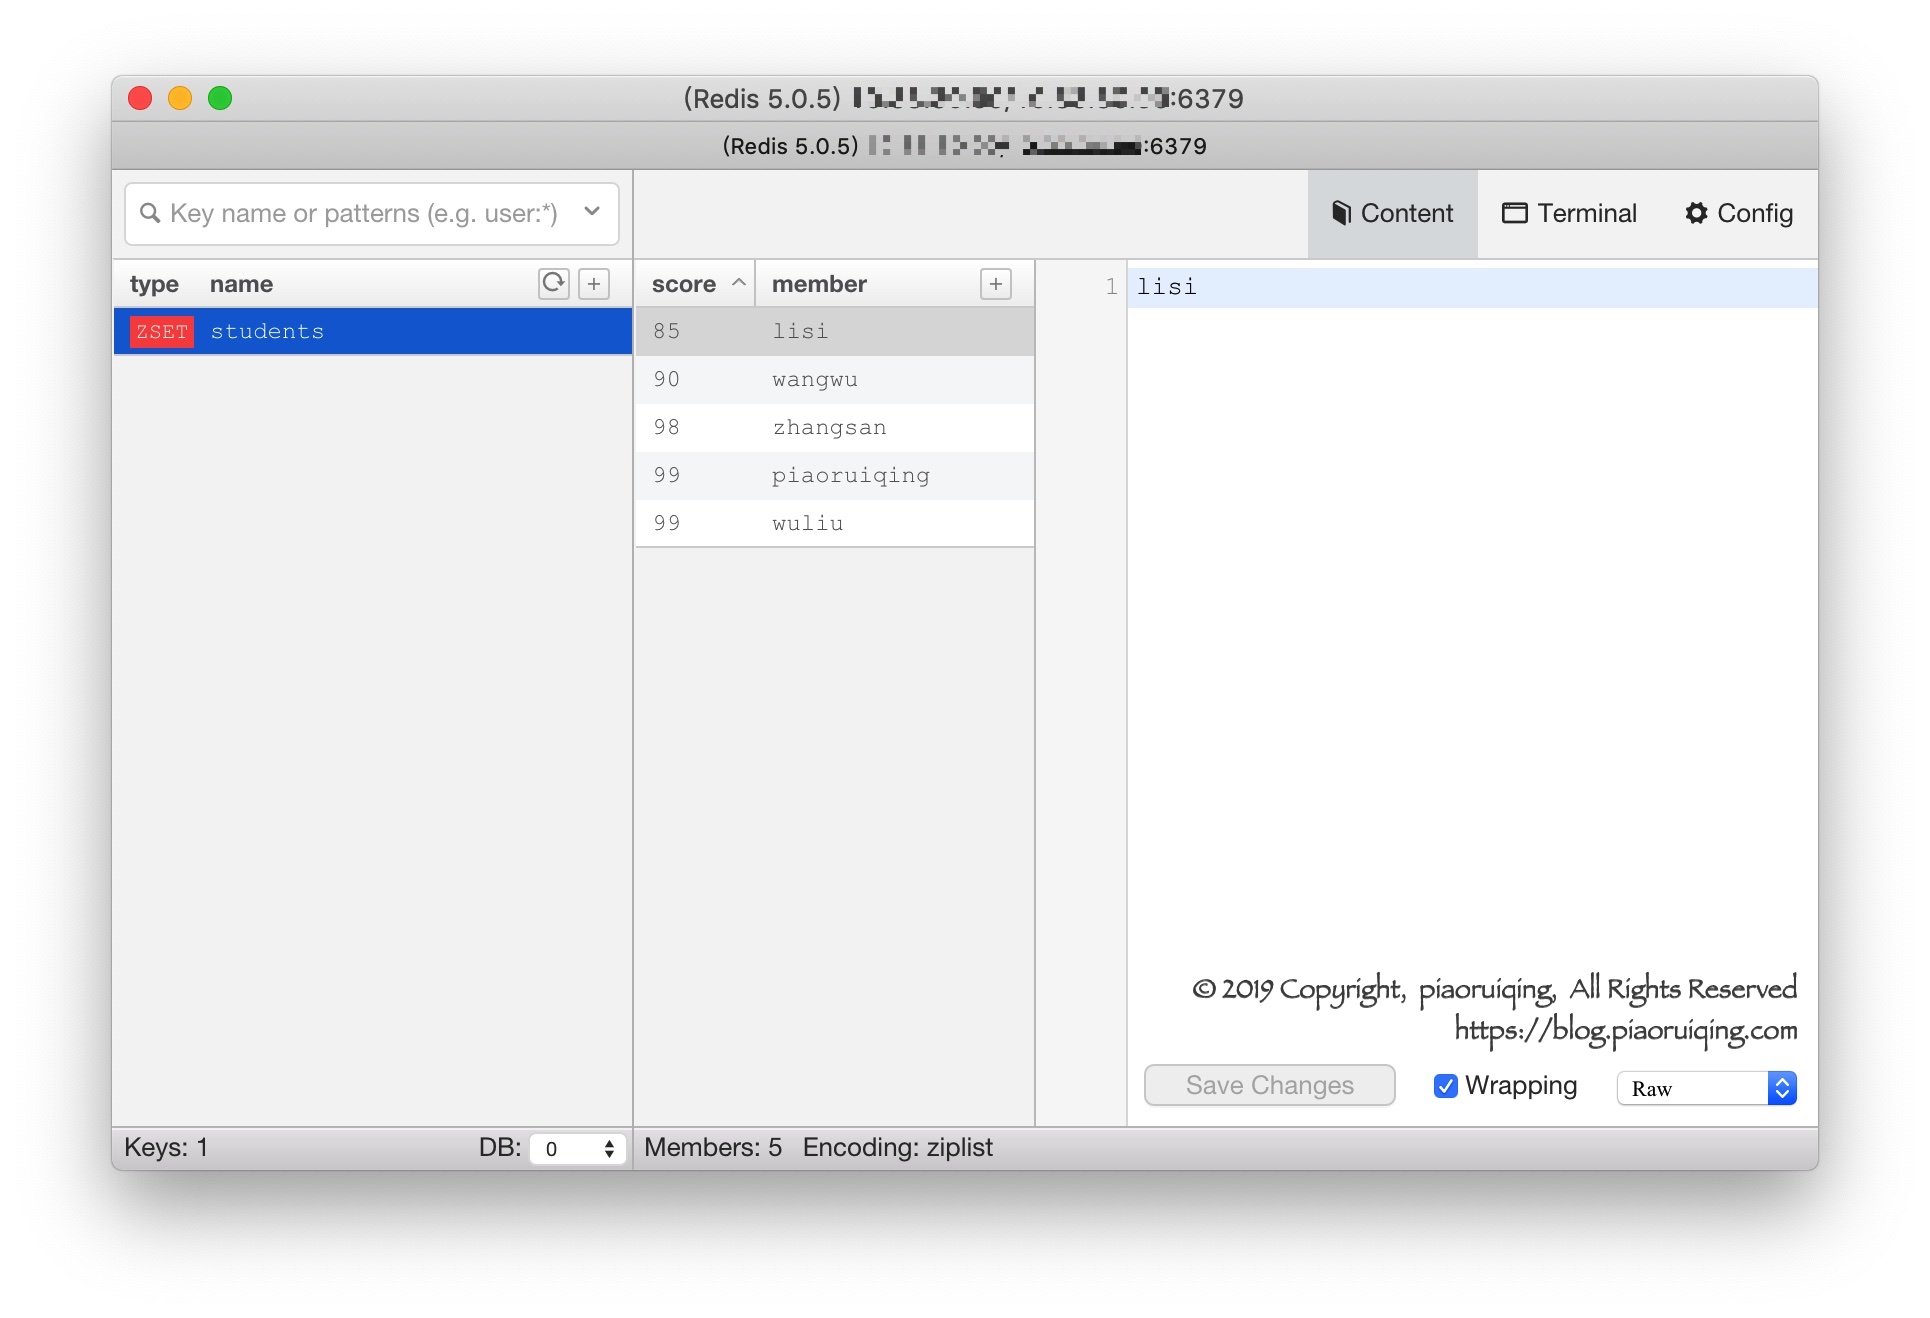 (Redis 5.0.5) :6379
(Redis 5.0.5) :6379
Key name or patterns (e.g. user:*)
Content Terminal Config
type name
score member
1 lisi
ZSET students
85 lisi
90 wangwu
98 zhangsan
99 piaoruiqing
99 wuliu
© 2019 Copyright, piaoruiqing, All Rights Reserved
https://blog.piaoruiqing.com
Save Changes Wrapping Raw
Keys: 1 DB: 0 Members: 5 Encoding: ziplist